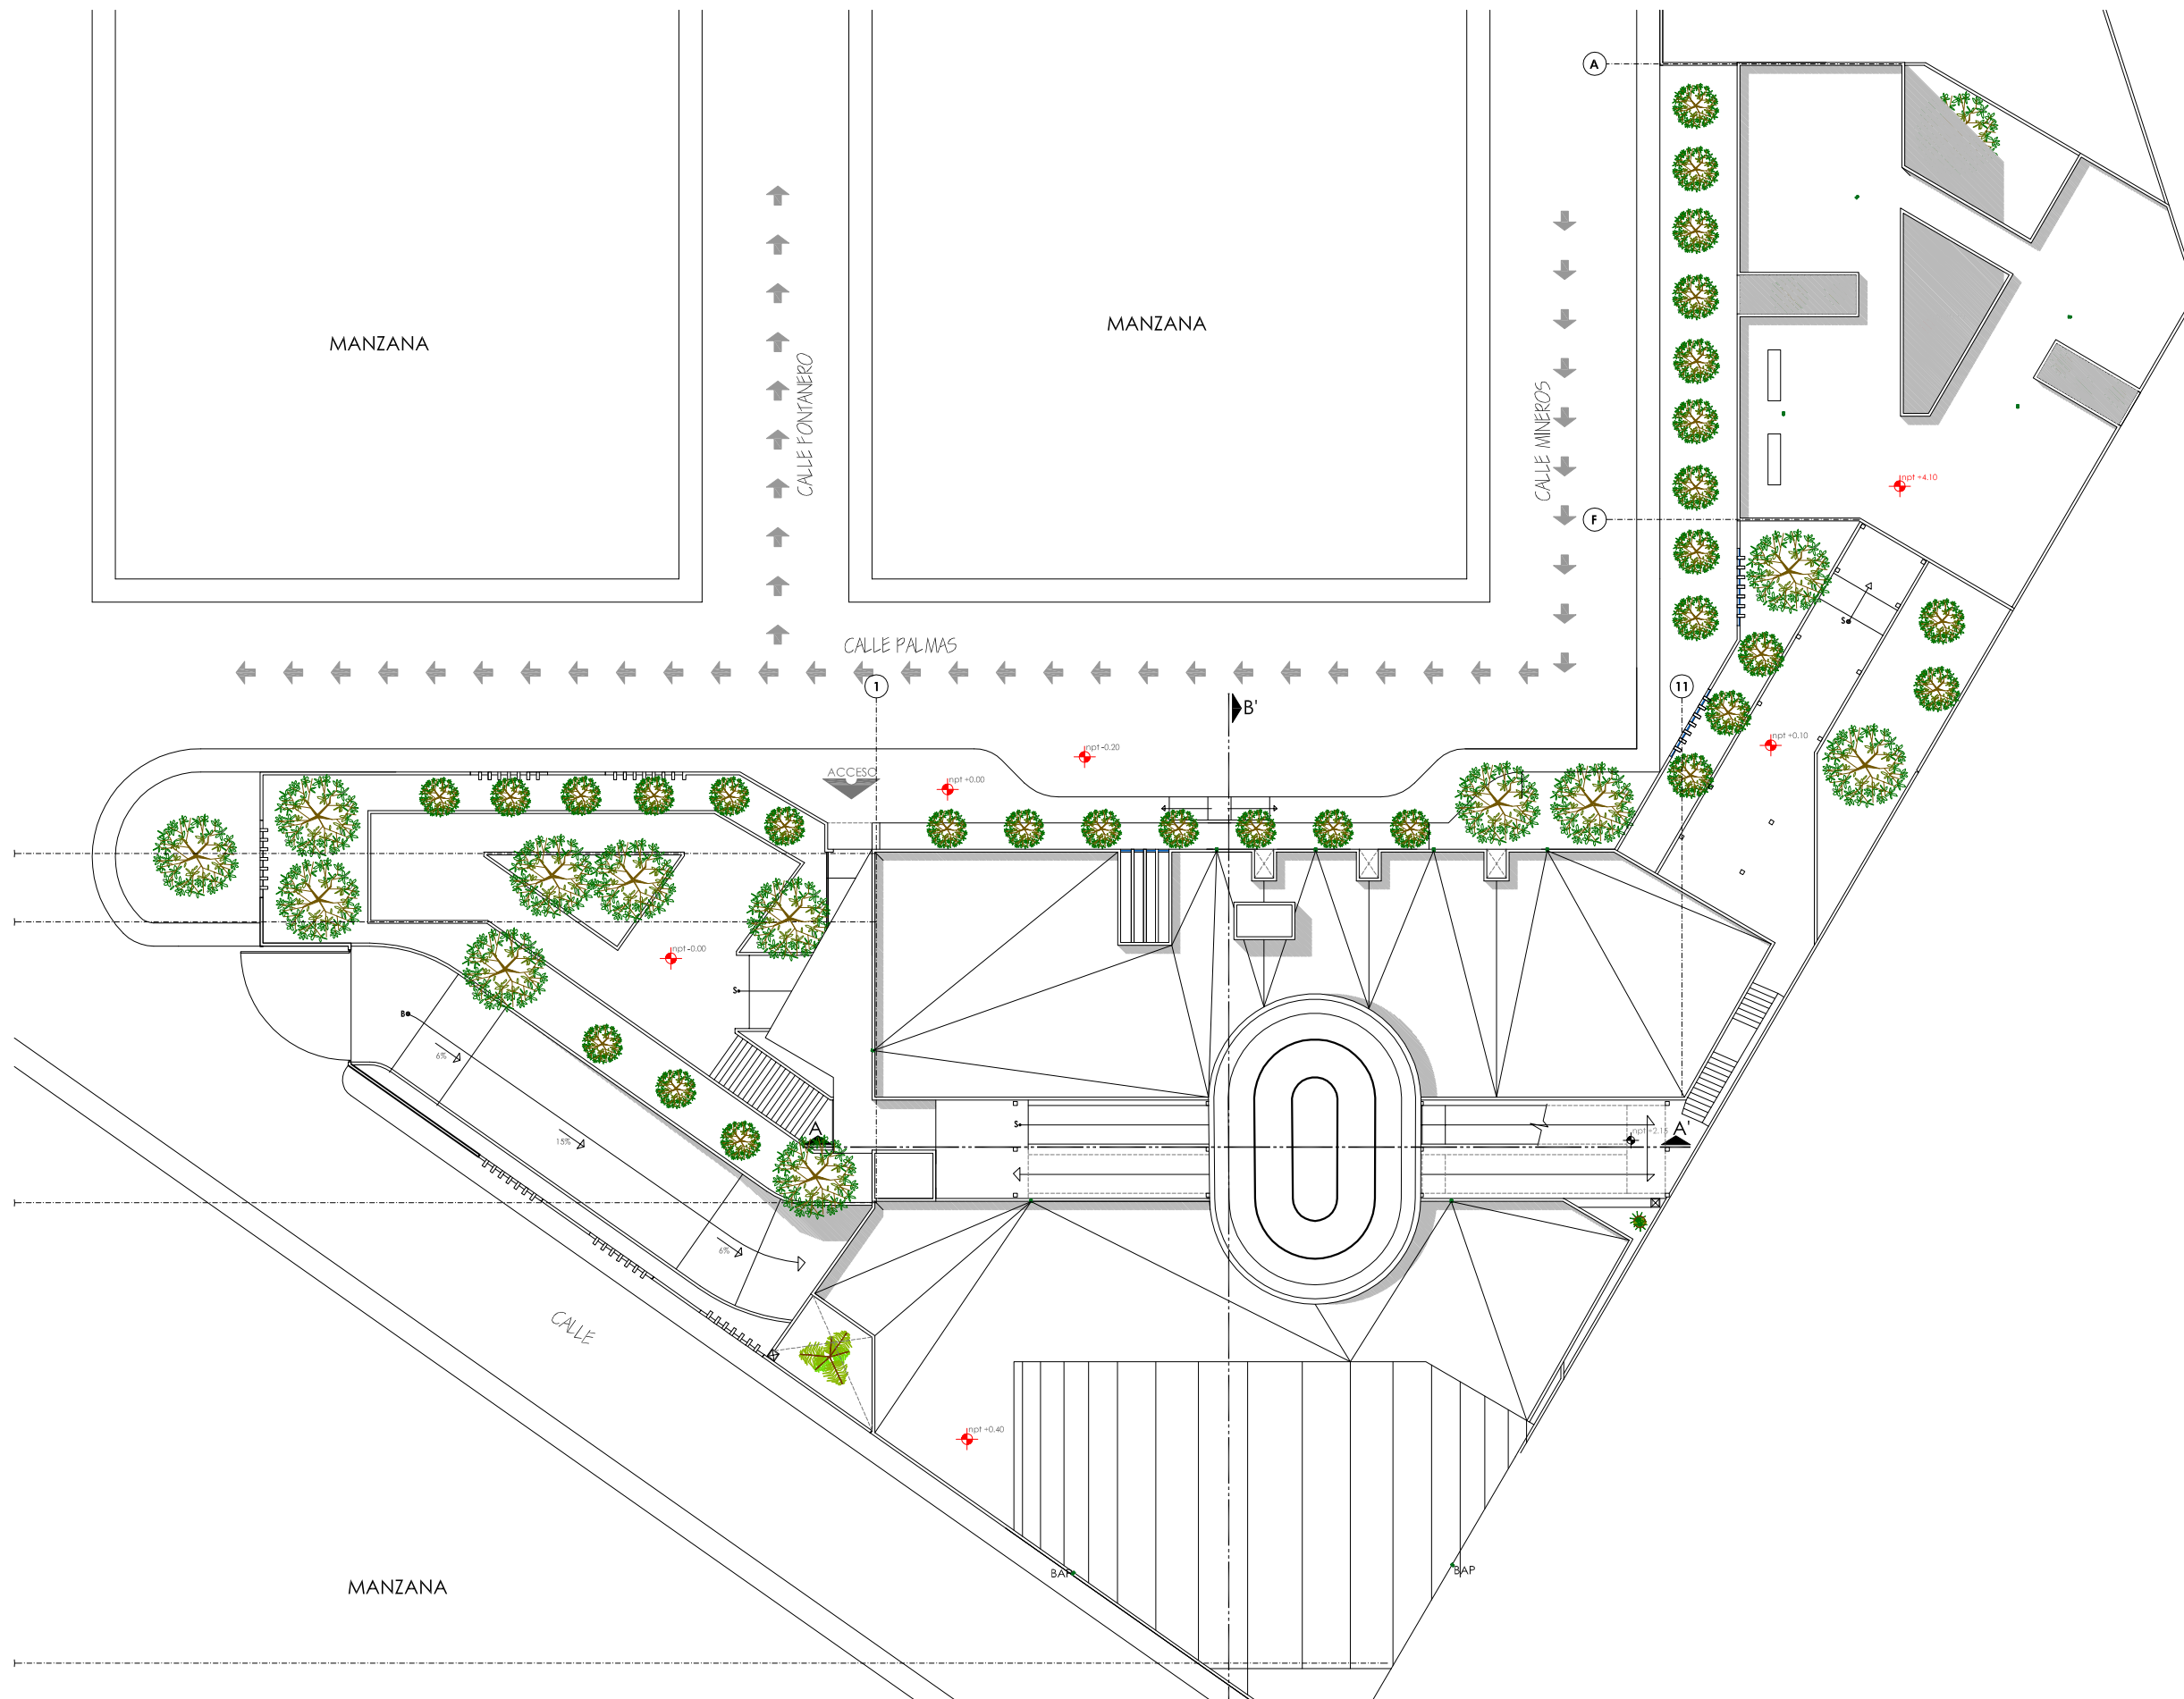 A
MANZANA
MANZANA
CALLE FONTANERO
CALLE MINEROS
npt +4.10
F
S
CALLE PALMAS
1
11
B'
npt -0.20
npt +0.10
ACCESO
npt +0.00
npt -0.00
S
B
6%
15%
6%
S
A
A'
CALLE
npt +0.40
BAP
BAP
MANZANA